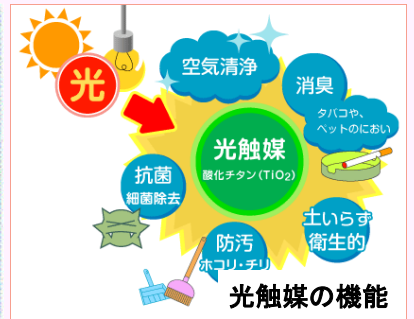 光
空気清浄
消臭
タバコや、
ペットのにおい
光触媒
酸化チタン(TiO₂)
抗菌
細菌除去
土いらず
衛生的
防汚
ホコリ・チリ
光触媒の機能